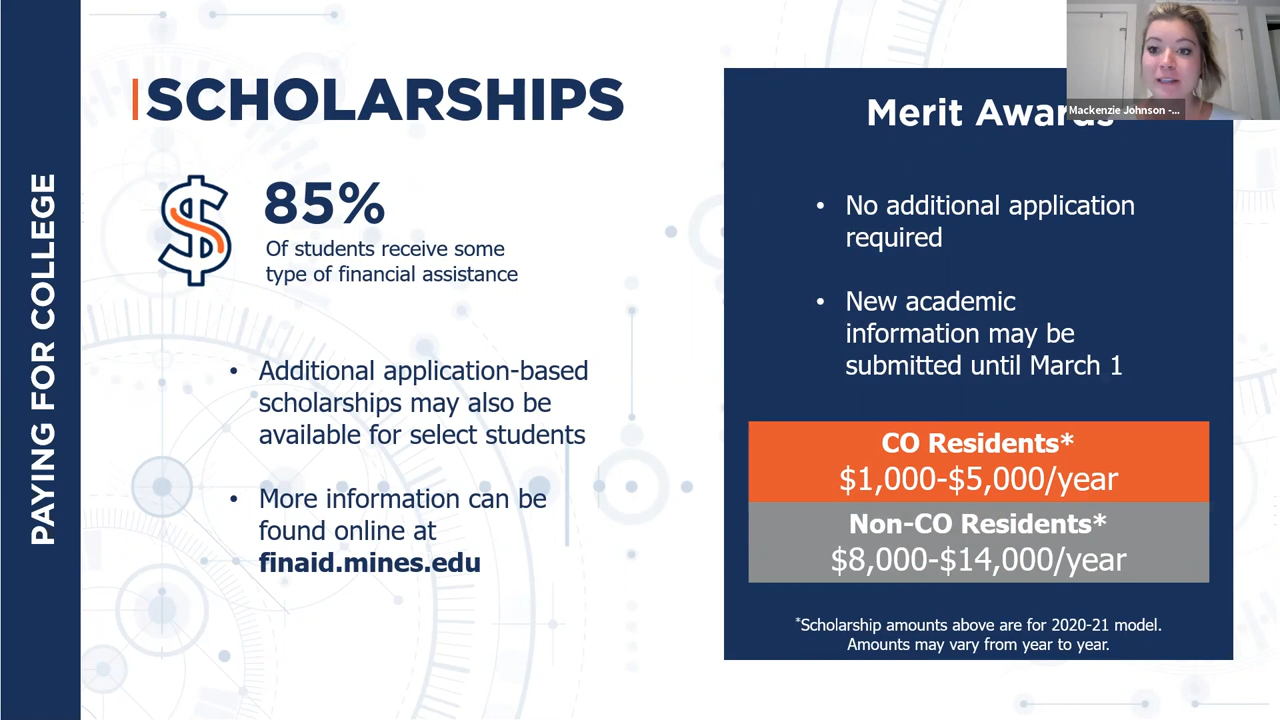 PAYING FOR COLLEGE
SCHOLARSHIPS
85%
Of students receive some
type of financial assistance
• Additional application-based
scholarships may also be
available for select students
• More information can be
found online at
finaid.mines.edu
Merit Awards
• No additional application
required
• New academic
information may be
submitted until March 1
CO Residents*
$1,000-$5,000/year
Non-CO Residents*
$8,000-$14,000/year
*Scholarship amounts above are for 2020-21 model.
Amounts may vary from year to year.
Mackenzie Johnson -...